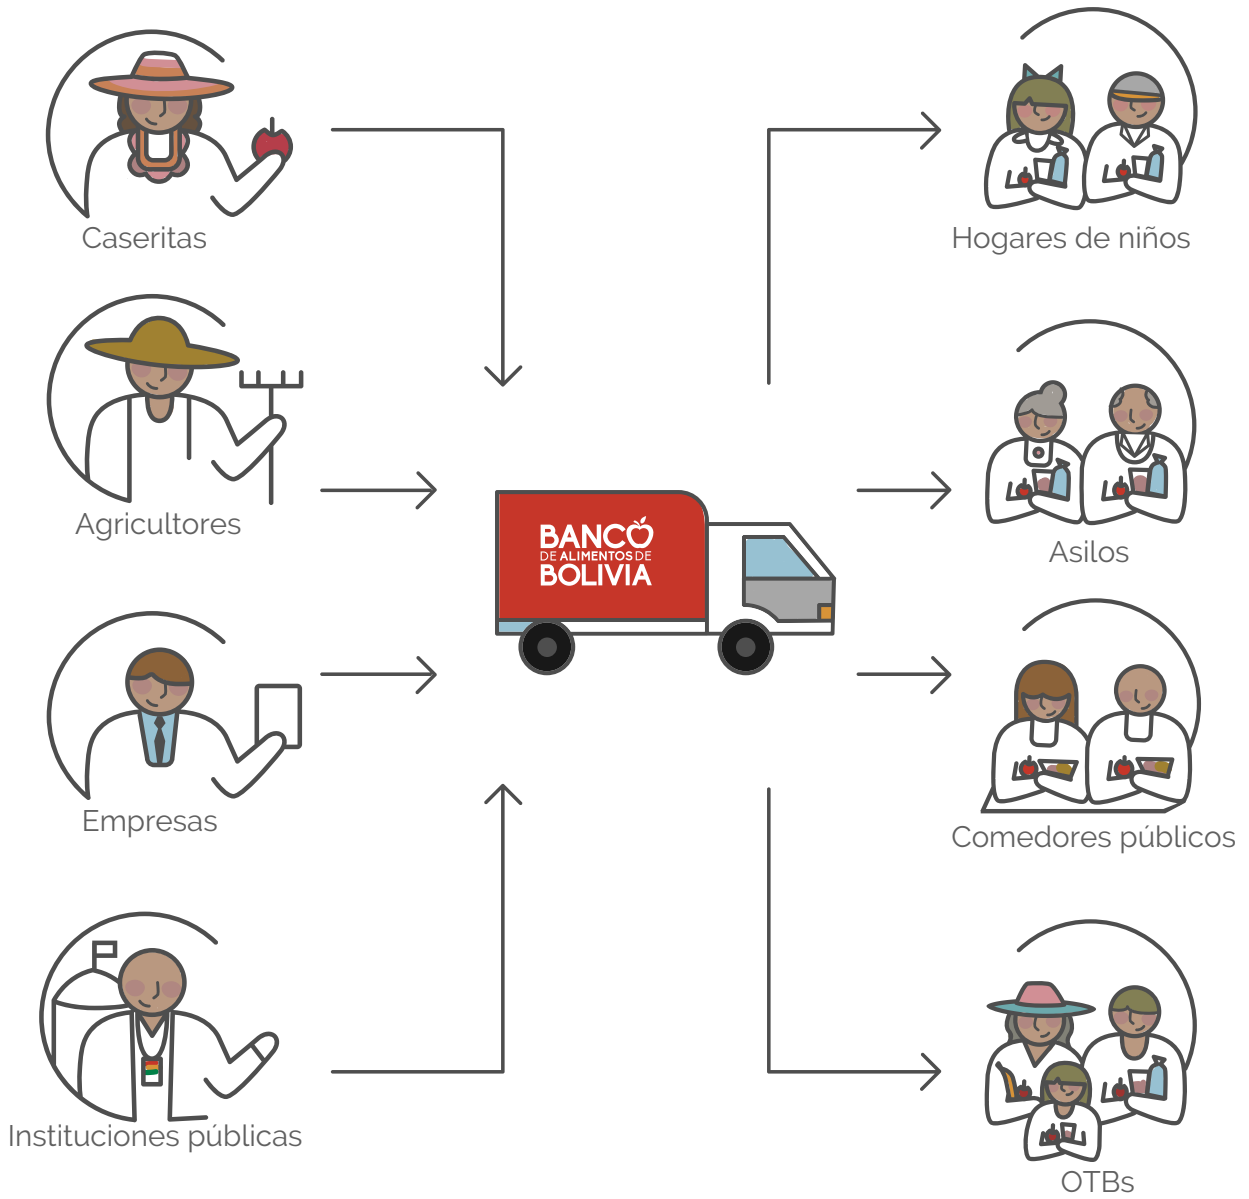 Caseritas
Hogares de niños
Agricultores
Asilos
BANCO
DE ALIMENTOS DE
BOLIVIA
Empresas
Comedores públicos
Instituciones públicas
OTBs